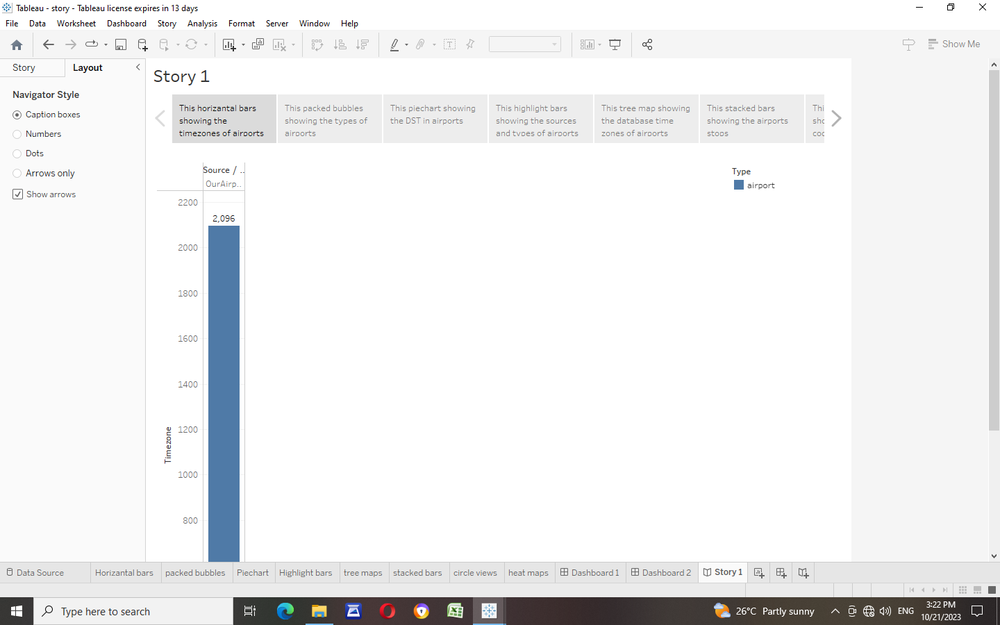 Tableau - story - Tableau license expires in 13 days
File Data Worksheet Dashboard Story Analysis Format Server Window Help
Show Me
Story Layout
Navigator Style
Caption boxes
Numbers
Dots
Arrows only
Show arrows
Story 1
This horizantal bars
showing the
timezones of airports
This packed bubbles
showing the types of
airports
This piechart showing
the DST in airports
This highlight bars
showing the sources
and types of airports
This tree map showing
the database time
zones of airports
This stacked bars
showing the airports
stops
Thi
sho
coc
Source / ..
OurAirp..
2200
2,096
2000
1800
1600
1400
1200
1000
800
Timezone
Type
airport
Data Source Horizantal bars packed bubbles Piechart Highlight bars tree maps stacked bars circle views heat maps Dashboard 1 Dashboard 2 Story 1
Type here to search
26°C Partly sunny
ENG
3:22 PM
10/21/2023